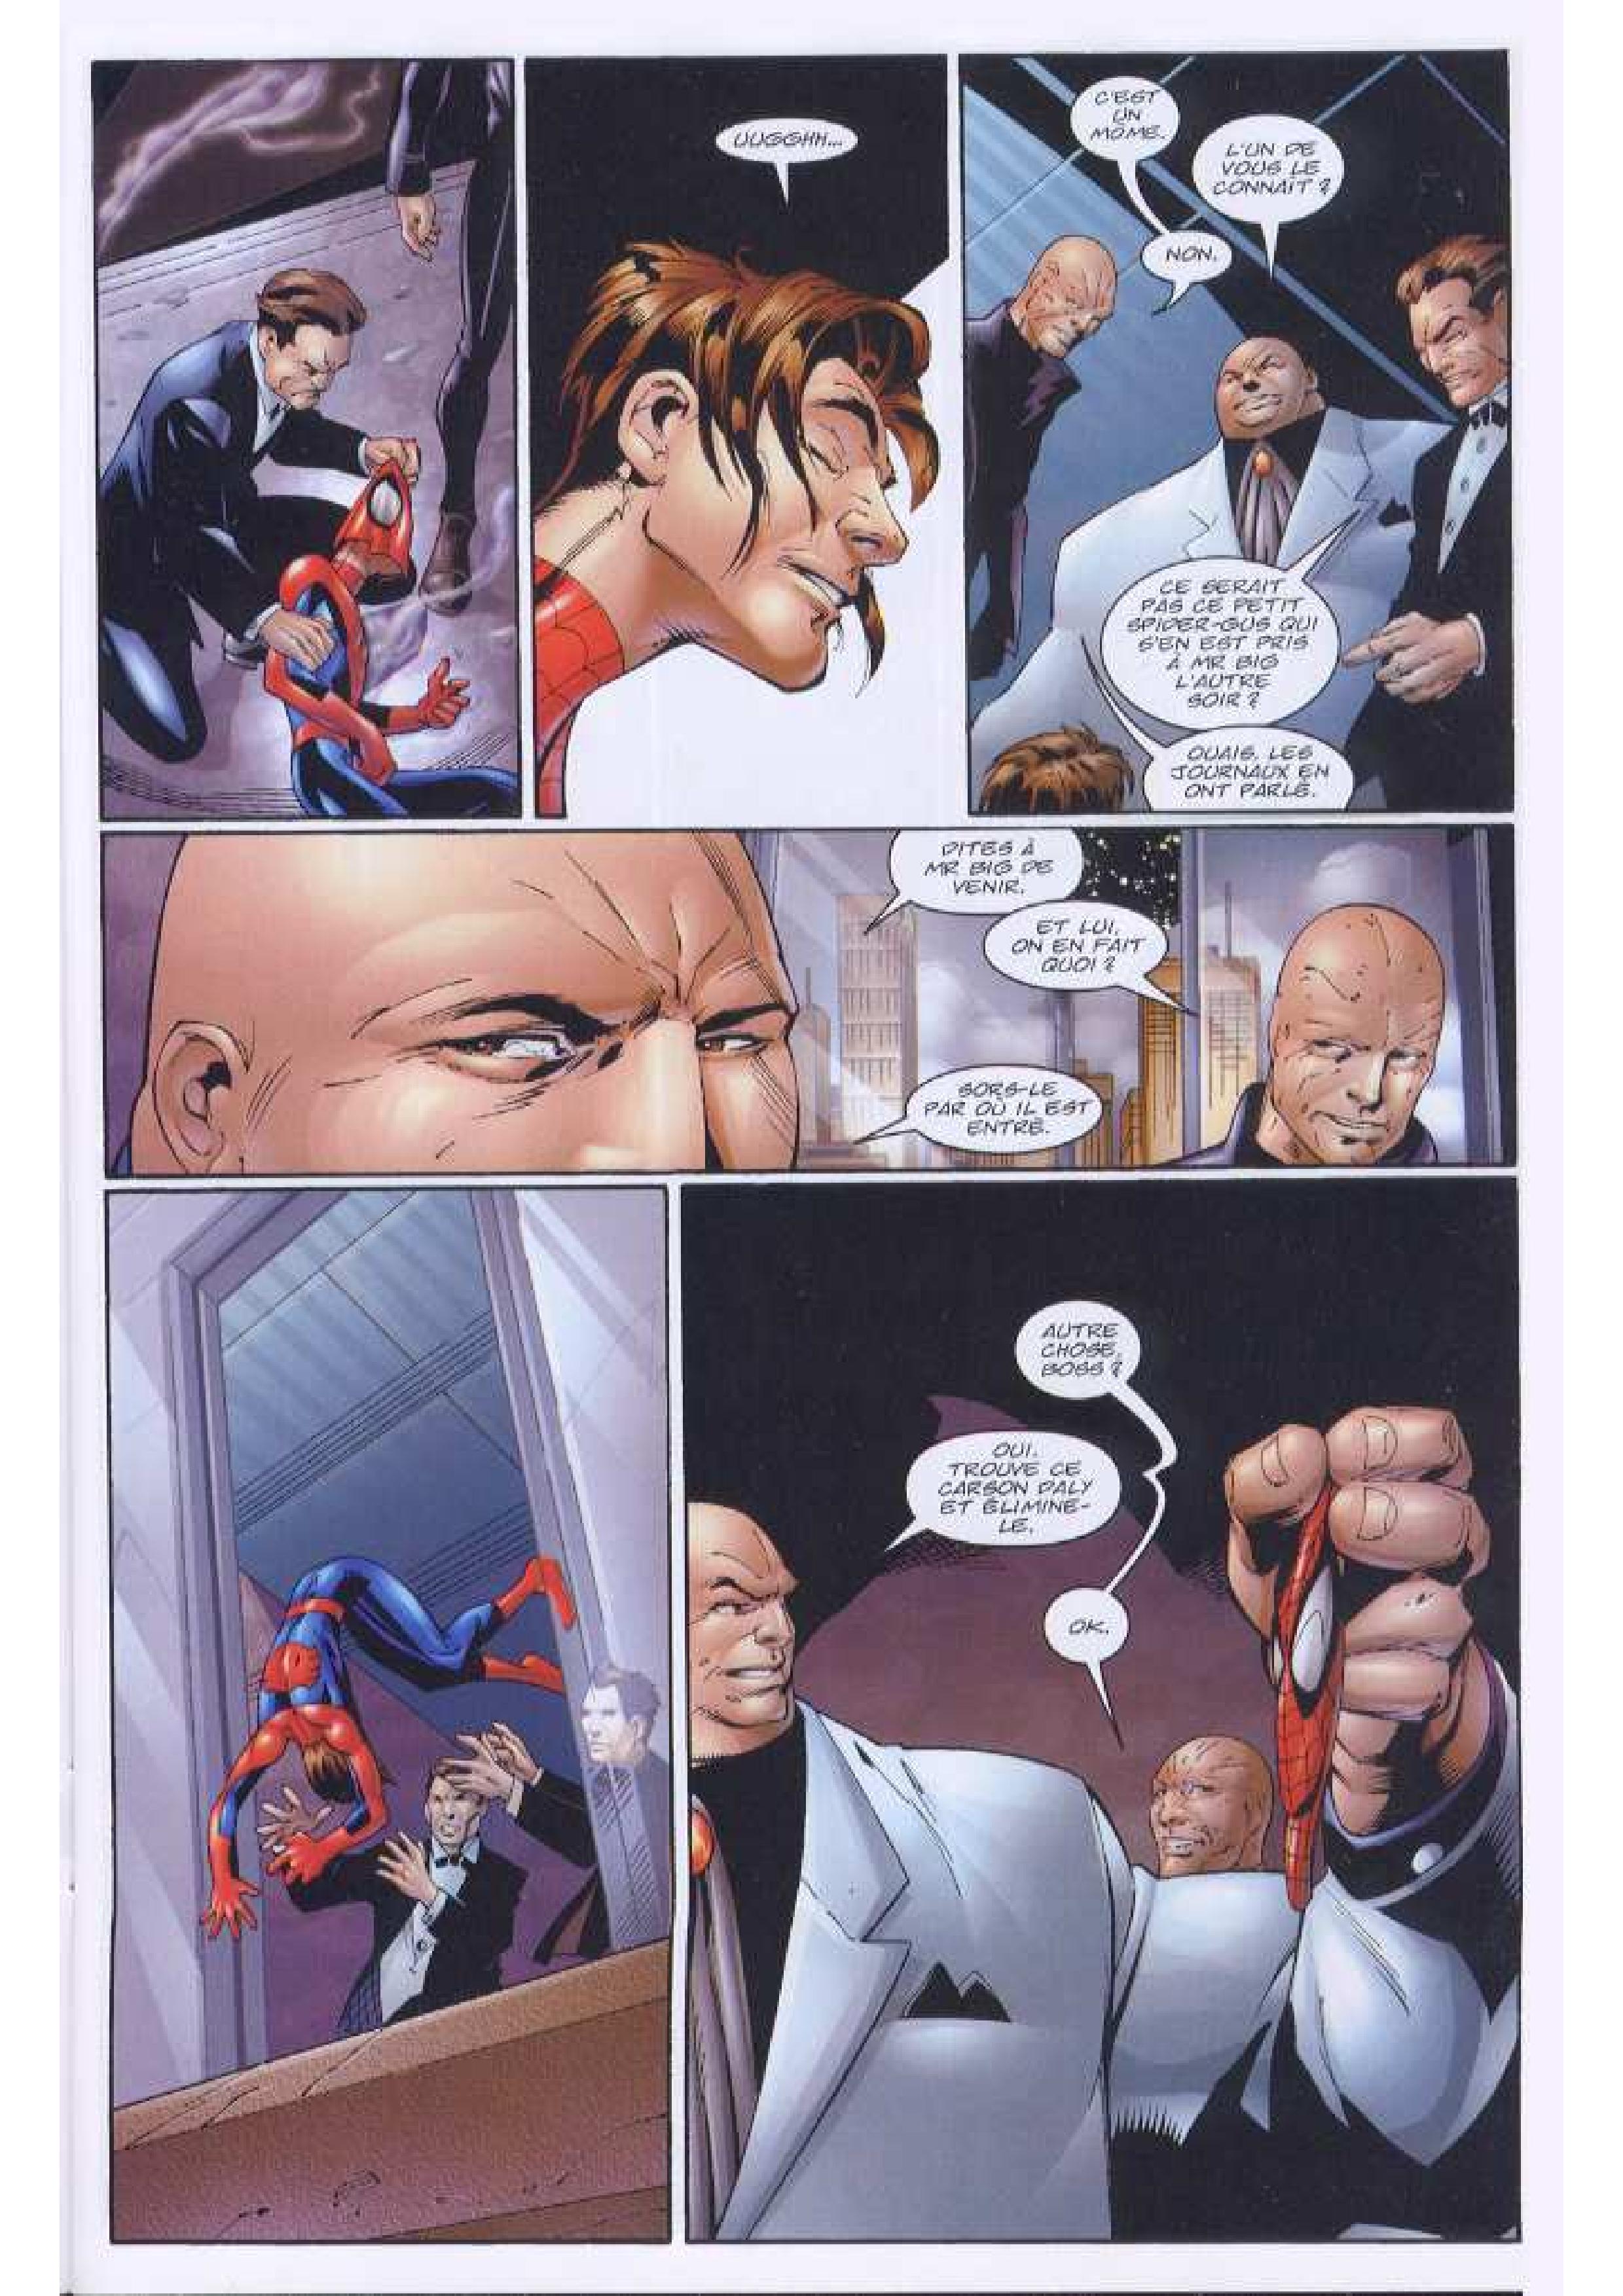 UUGGHH...
C'EST
UN
MOME.
L'UN DE
VOUS LE
CONNAIT ?
NON.
CE SERAIT
PAS CE PETIT
SPIDER-GUS QUI
S'EN EST PRIS
À MR BIG
L'AUTRE
SOIR ?
OUAIS. LES
JOURNAUX EN
ONT PARLÉ.
DITES À
MR BIG DE
VENIR.
ET LUI,
ON EN FAIT
QUOI ?
SORS-LE
PAR OÙ IL EST
ENTRÉ.
AUTRE
CHOSE,
BOSS ?
OUI.
TROUVE CE
CARSON DALY
ET ÉLIMINE-
LE.
OK.